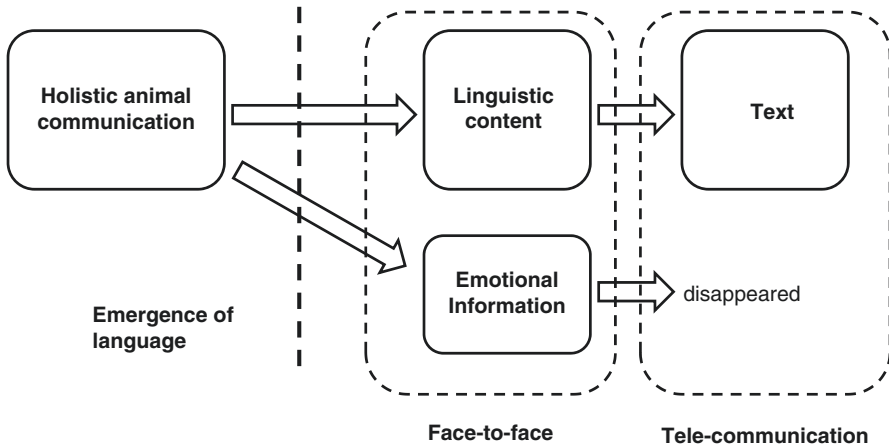 Holistic animal
communication
Linguistic
content
Text
Emotional
Information
disappeared
Emergence of
language
Face-to-face
Tele-communication